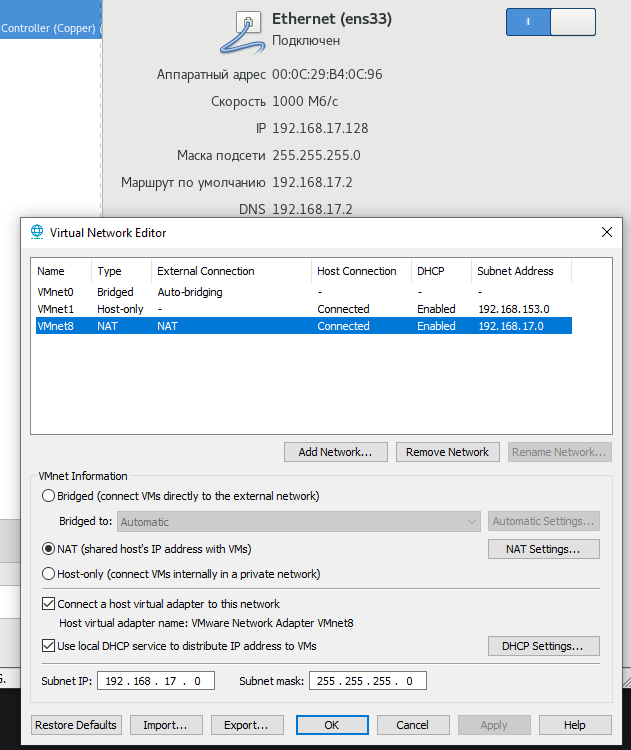 Ethernet (ens33)
Controller (Copper) (
Подключен
Аппаратный адрес 00:0C:29:B4:0C:96
Скорость 1000 Мб/с
IP 192.168.17.128
Маска подсети 255.255.255.0
Маршрут по умолчанию 192.168.17.2
DNS 192.168.17.2
Virtual Network Editor
Name Type External Connection Host Connection DHCP Subnet Address
VMnet0 Bridged Auto-bridging - - -
VMnet1 Host-only - Connected Enabled 192.168.153.0
VMnet8 NAT NAT Connected Enabled 192.168.17.0
Add Network... Remove Network Rename Network...
VMnet Information
Bridged (connect VMs directly to the external network)
Bridged to: Automatic Automatic Settings...
NAT (shared host's IP address with VMs) NAT Settings...
Host-only (connect VMs internally in a private network)
Connect a host virtual adapter to this network
Host virtual adapter name: VMware Network Adapter VMnet8
Use local DHCP service to distribute IP address to VMs DHCP Settings...
G.
Subnet IP: 192 . 168 . 17 . 0 Subnet mask: 255 . 255 . 255 . 0
Restore Defaults Import... Export... OK Cancel Apply Help